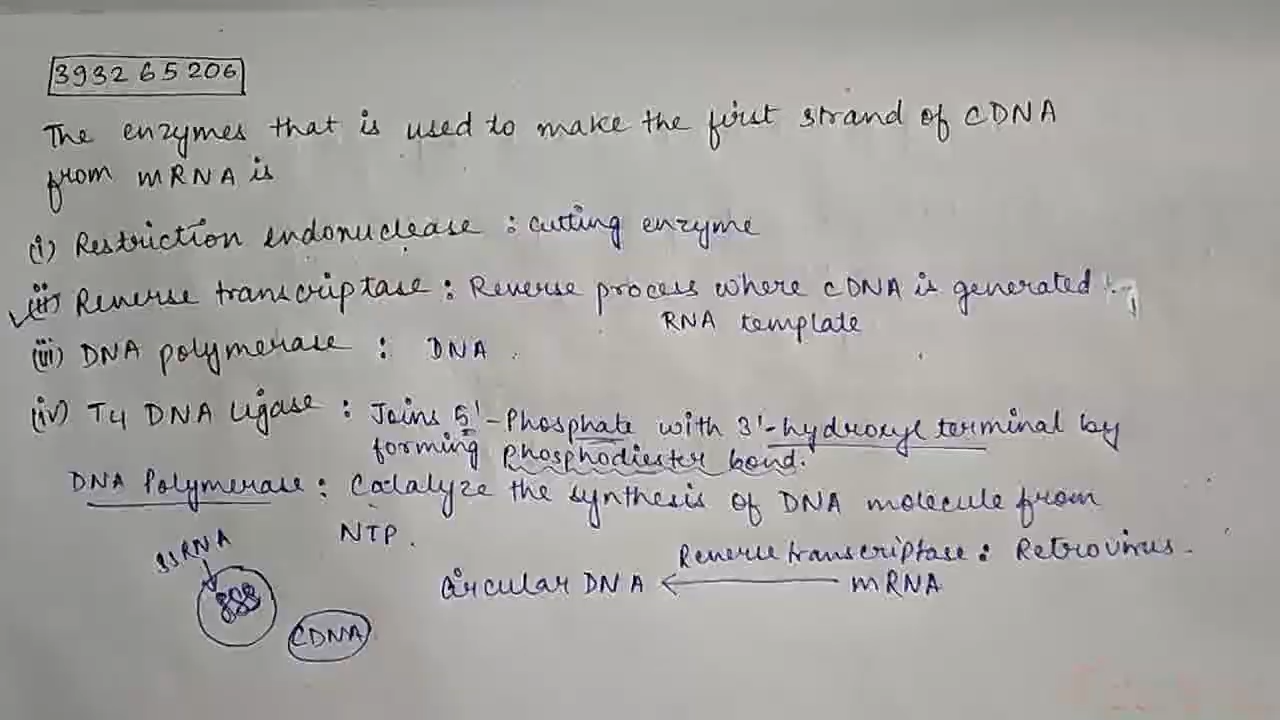 393265206
The enzymes that is used to make the first strand of CDNA
from mRNA is
(i) Restriction endonuclease : Cutting enzyme
(ii) Reverse transcriptase : Reverse process where cDNA is generated
RNA template
(iii) DNA polymerase : DNA .
(iv) T4 DNA Ligase : Joins 5'-Phosphate with 3'-hydroxyl terminal by
forming Phosphodiester bond.
DNA Polymerase : Catalyze the synthesis of DNA molecule from
NTP .
ssRNA
Reverse transcriptase : Retrovirus .
Circular DNA ← mRNA
CDNA